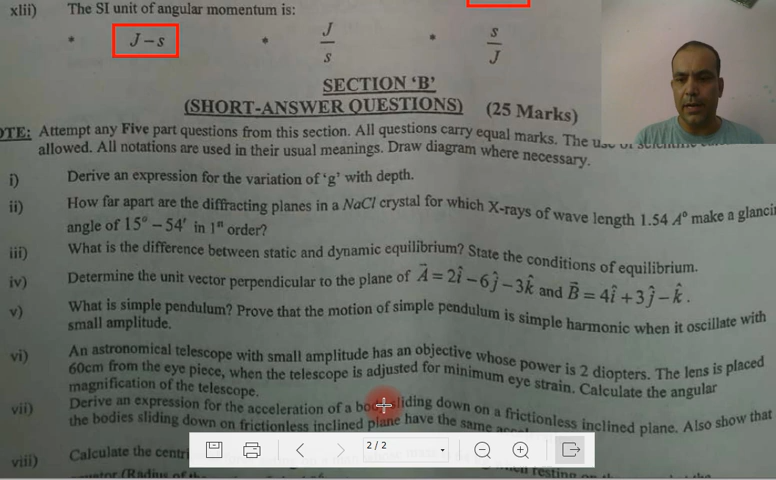 xlii) The SI unit of angular momentum is:
* J–s * J/s * s/J
SECTION ‘B’
(SHORT-ANSWER QUESTIONS) (25 Marks)
OTE: Attempt any Five part questions from this section. All questions carry equal marks. The use of
allowed. All notations are used in their usual meanings. Draw diagram where necessary.
i) Derive an expression for the variation of ‘g’ with depth.
ii) How far apart are the diffracting planes in a NaCl crystal for which X-rays of wave length 1.54 A° make a glancin
angle of 15° – 54′ in 1st order?
iii) What is the difference between static and dynamic equilibrium? State the conditions of equilibrium.
iv) Determine the unit vector perpendicular to the plane of A⃗ = 2î – 6ĵ – 3k̂ and B⃗ = 4î + 3ĵ – k̂ .
v) What is simple pendulum? Prove that the motion of simple pendulum is simple harmonic when it oscillate with
small amplitude.
vi) An astronomical telescope with small amplitude has an objective whose power is 2 diopters. The lens is placed
60cm from the eye piece, when the telescope is adjusted for minimum eye strain. Calculate the angular
magnification of the telescope.
vii) Derive an expression for the acceleration of a body sliding down on a frictionless inclined plane. Also show that
the bodies sliding down on frictionless inclined plane have the same
2 / 2
viii) Calculate the centri
(Radius of the